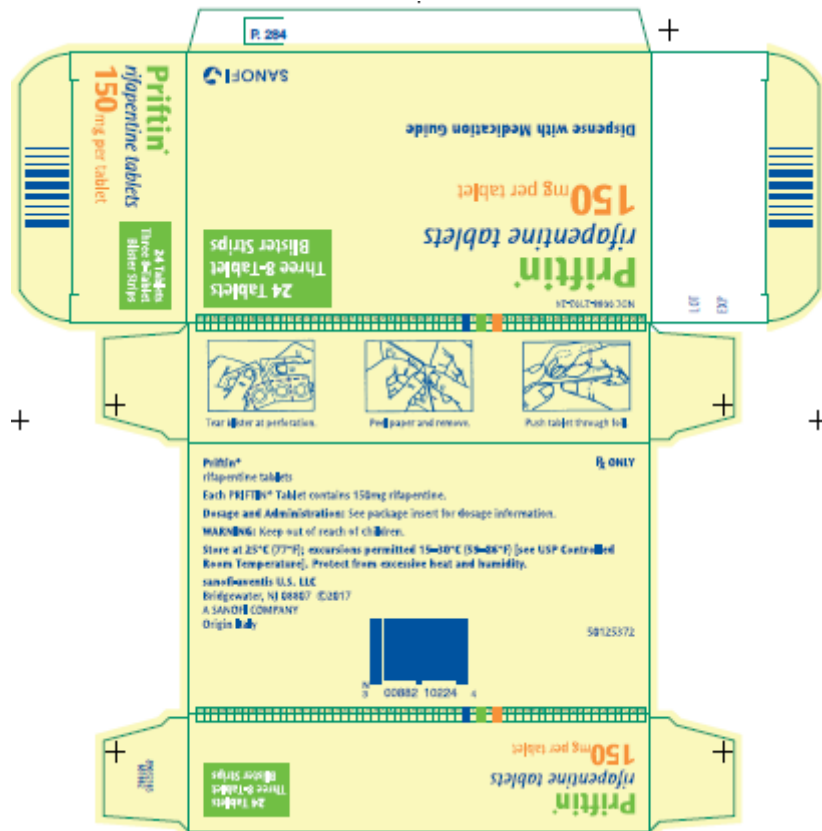 P. 284
SANOFI
Dispense with Medication Guide
150 mg per tablet
rifapentine tablets
Priftin®
24 Tablets
Three 8-Tablet
Blister Strips
Priftin®
rifapentine tablets
150 mg per tablet
24 Tablets
Three 8-Tablet
Blister Strips
LOT
EXP
Tear blister at perforation.
Peel paper and remove.
Push tablet through foil.
Priftin®
rifapentine tablets
Rx ONLY
Each PRIFTIN® Tablet contains 150mg rifapentine.
Dosage and Administration: See package insert for dosage information.
WARNING: Keep out of reach of children.
Store at 25°C (77°F); excursions permitted 15–30°C (59–86°F) [see USP Controlled
Room Temperature]. Protect from excessive heat and humidity.
sanofi-aventis U.S. LLC
Bridgewater, NJ 08807 ©2017
A SANOFI COMPANY
Origin Italy
50125372
N
3 00882 10224 4
150 mg per tablet
rifapentine tablets
Priftin®
24 Tablets
Three 8-Tablet
Blister Strips